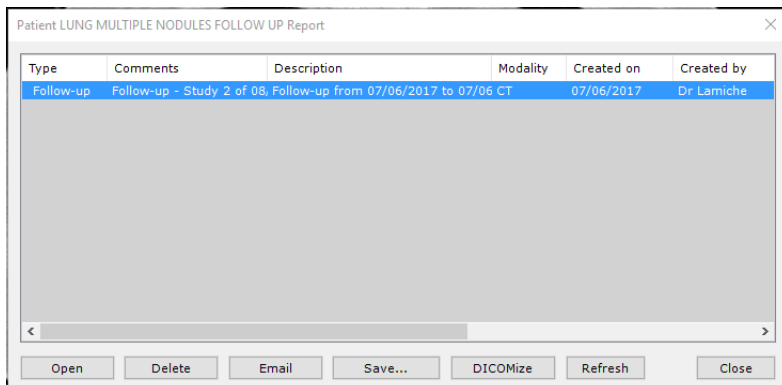 Patient LUNG MULTIPLE NODULES FOLLOW UP Report
Type Comments Description Modality Created on Created by
Follow-up Follow-up - Study 2 of 08/ Follow-up from 07/06/2017 to 07/06 CT 07/06/2017 Dr Lamiche
Open Delete Email Save... DICOMize Refresh Close